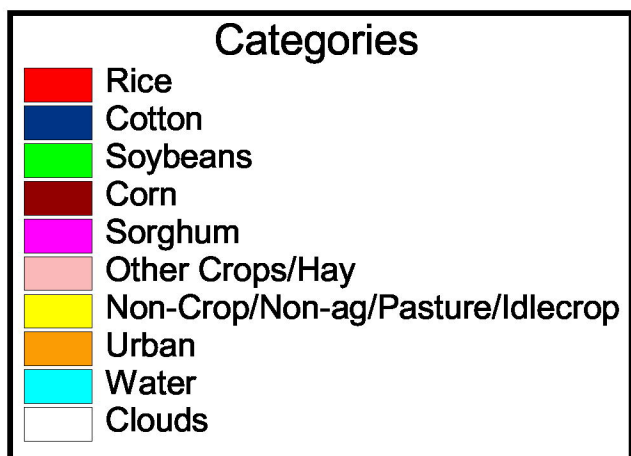 Categories
Rice
Cotton
Soybeans
Corn
Sorghum
Other Crops/Hay
Non-Crop/Non-ag/Pasture/Idlecrop
Urban
Water
Clouds